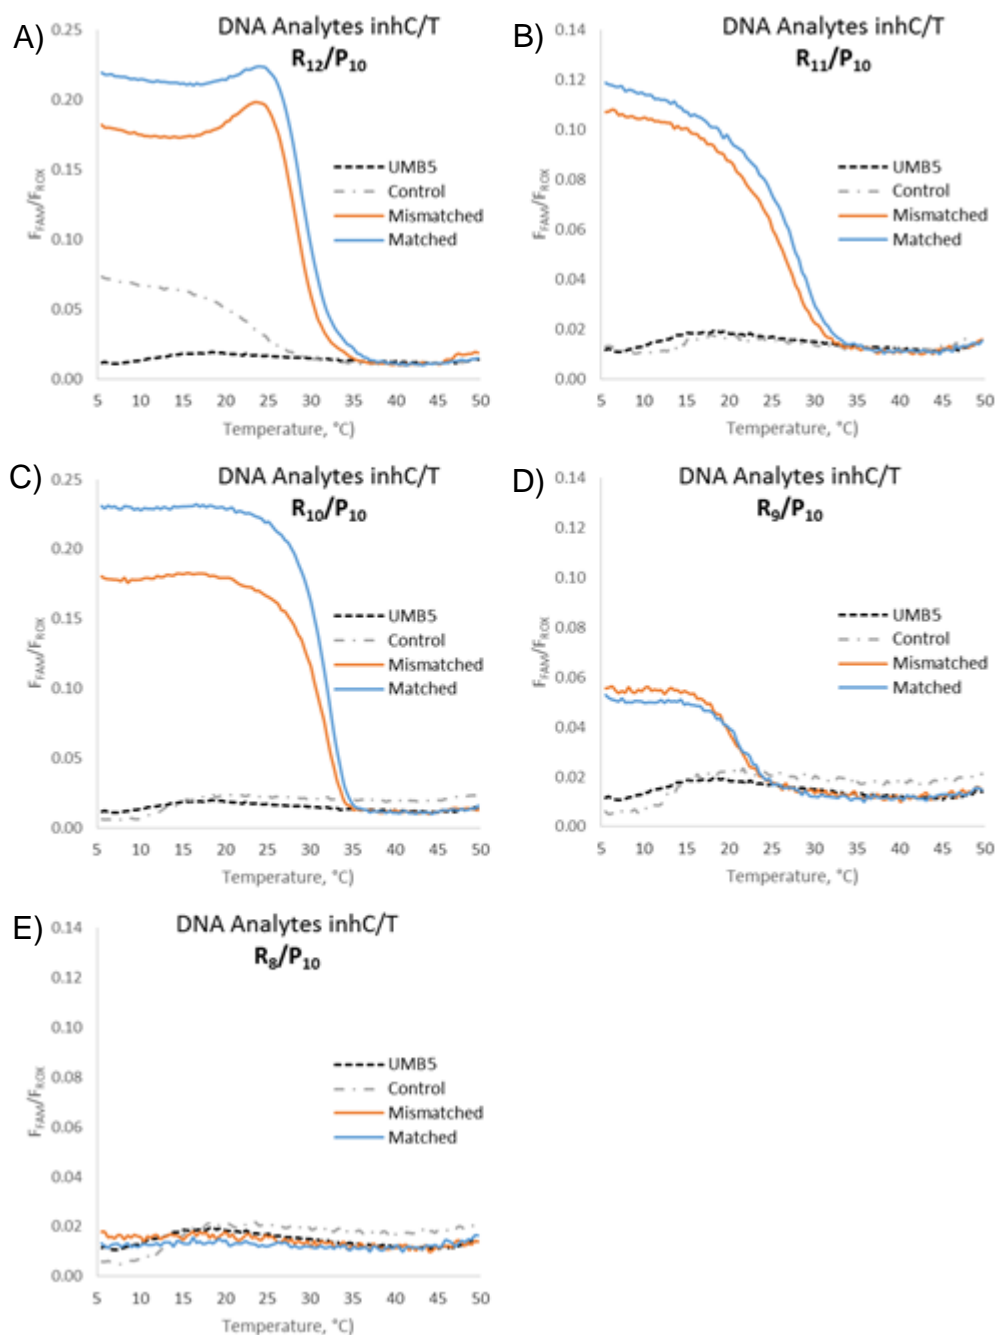 A)
DNA Analytes inhC/T
R12/P10
0.25
0.20
0.15
0.10
0.05
0.00
FFAM/FROX
UMB5
Control
Mismatched
Matched
5 10 15 20 25 30 35 40 45 50
Temperature, °C)
B)
DNA Analytes inhC/T
R11/P10
0.14
0.12
0.10
0.08
0.06
0.04
0.02
0.00
FFAM/FROX
UMB5
Control
Mismatched
Matched
5 10 15 20 25 30 35 40 45 50
Temperature, °C)
C)
DNA Analytes inhC/T
R10/P10
0.25
0.20
0.15
0.10
0.05
0.00
FFAM/FROX
UMB5
Control
Mismatched
Matched
5 10 15 20 25 30 35 40 45 50
Temperature, °C)
D)
DNA Analytes inhC/T
R9/P10
0.14
0.12
0.10
0.08
0.06
0.04
0.02
0.00
FFAM/FROX
UMB5
Control
Mismatched
Matched
5 10 15 20 25 30 35 40 45 50
Temperature, °C)
E)
DNA Analytes inhC/T
R8/P10
0.14
0.12
0.10
0.08
0.06
0.04
0.02
0.00
FFAM/FROX
UMB5
Control
Mismatched
Matched
5 10 15 20 25 30 35 40 45 50
Temperature, °C)